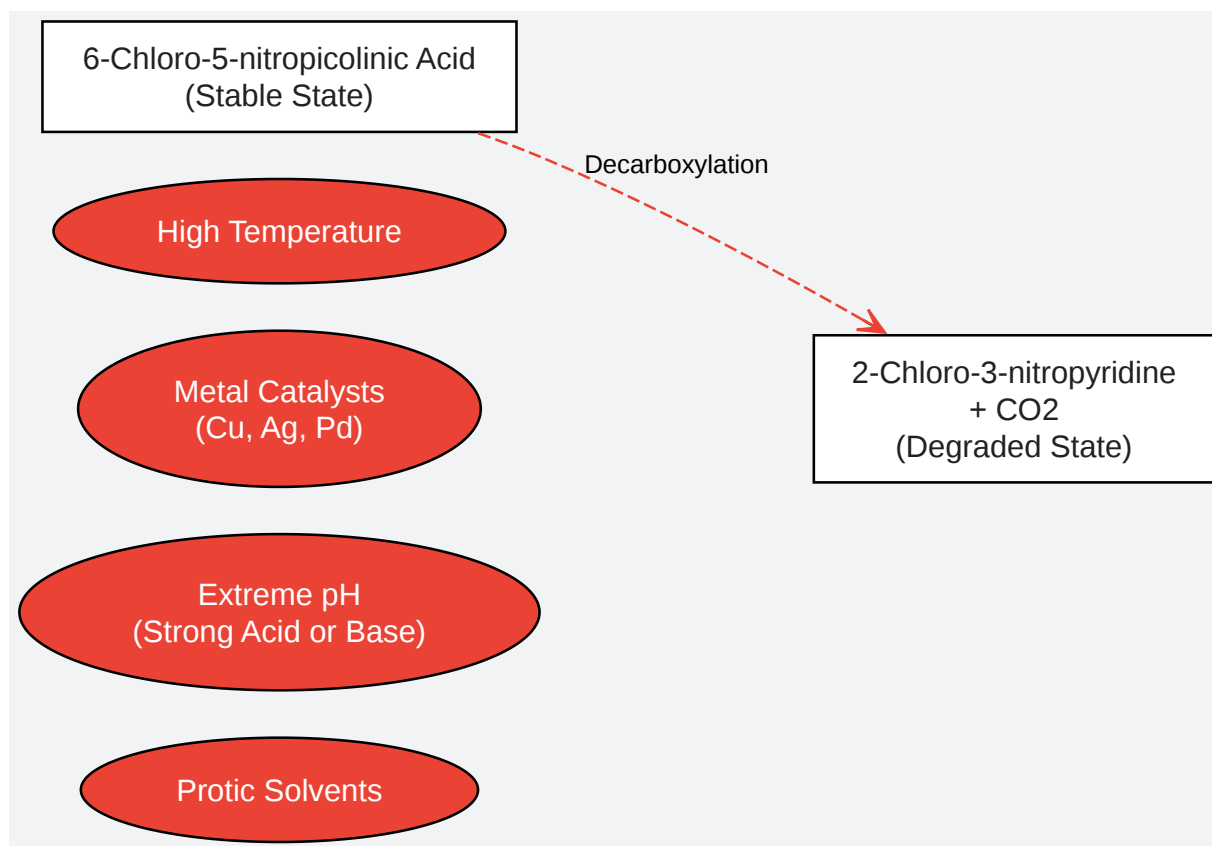 6-Chloro-5-nitropicolinic Acid
(Stable State)
Decarboxylation
High Temperature
Metal Catalysts
(Cu, Ag, Pd)
2-Chloro-3-nitropyridine
+ CO2
(Degraded State)
Extreme pH
(Strong Acid or Base)
Protic Solvents